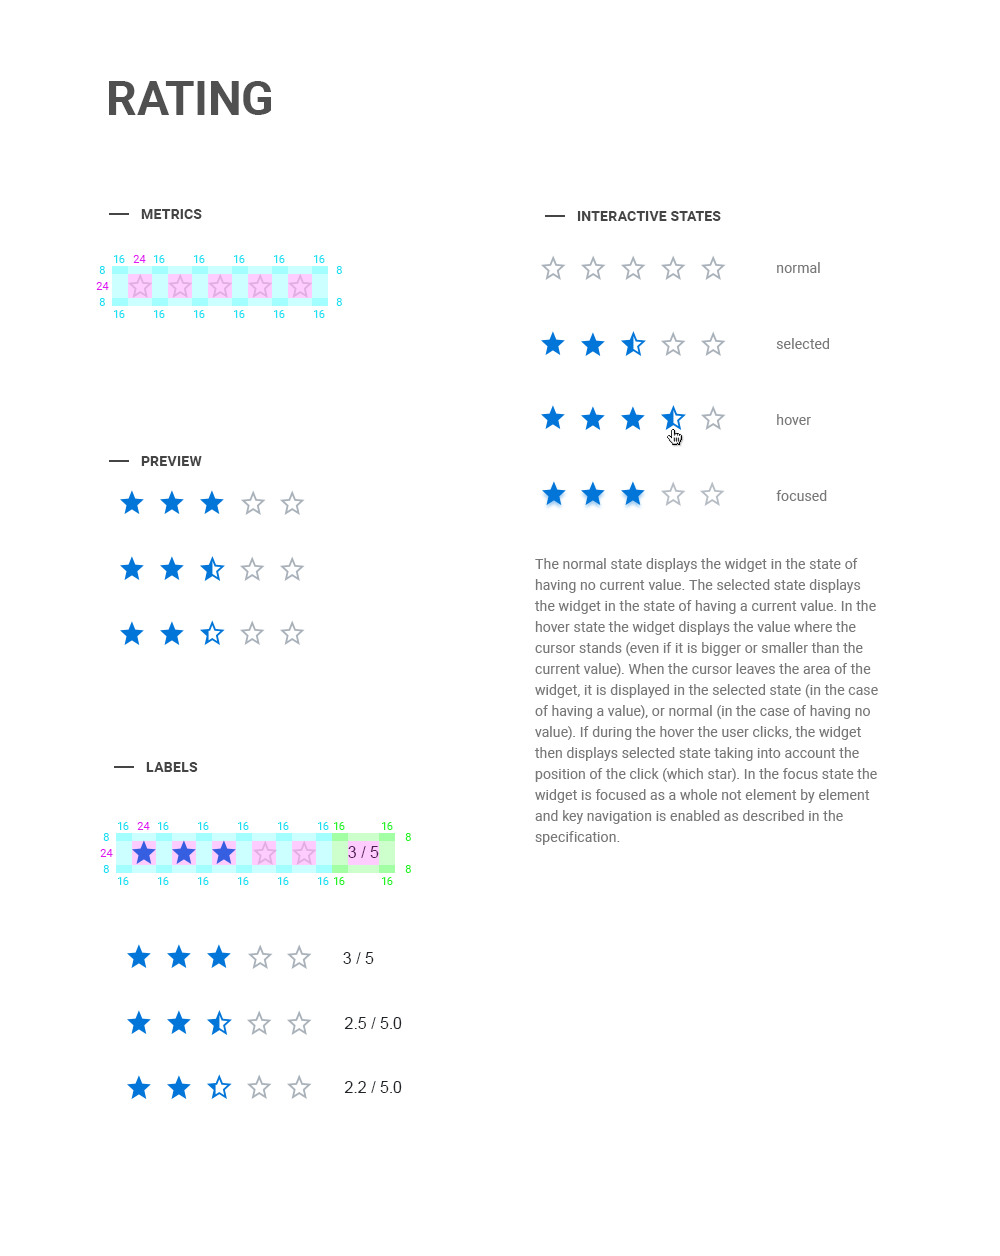 RATING
METRICS
16 24 16 16 16 16 16
8 8
24
8 8
16 16 16 16 16 16
PREVIEW
LABELS
16 24 16 16 16 16 16 16 16
8 8
24 3 / 5
8 8
16 16 16 16 16 16 16 16
3 / 5
2.5 / 5.0
2.2 / 5.0
INTERACTIVE STATES
normal
selected
hover
focused
The normal state displays the widget in the state of
having no current value. The selected state displays
the widget in the state of having a current value. In the
hover state the widget displays the value where the
cursor stands (even if it is bigger or smaller than the
current value). When the cursor leaves the area of the
widget, it is displayed in the selected state (in the case
of having a value), or normal (in the case of having no
value). If during the hover the user clicks, the widget
then displays selected state taking into account the
position of the click (which star). In the focus state the
widget is focused as a whole not element by element
and key navigation is enabled as described in the
specification.